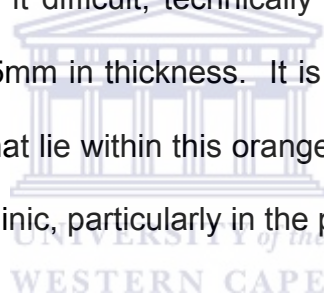 it difficult, technically
5mm in thickness. It is
hat lie within this orange
inic, particularly in the p
UNIVERSITY of the
WESTERN CAPE